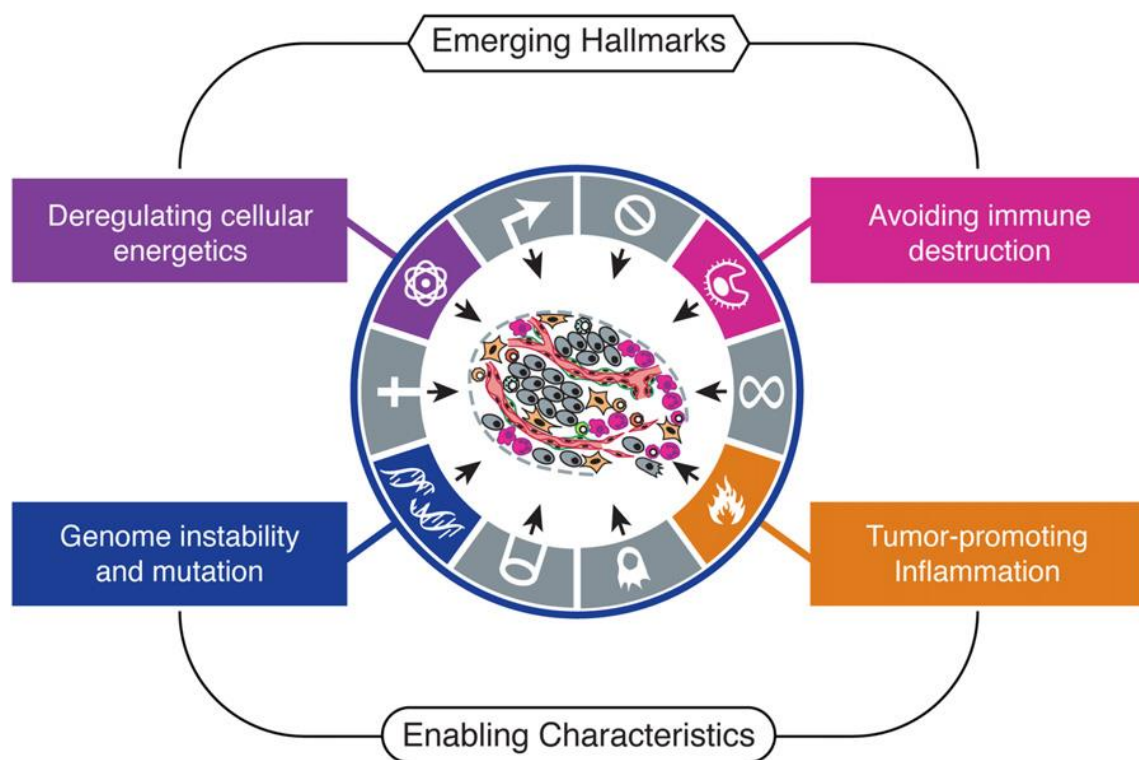 Emerging Hallmarks
Deregulating cellular
energetics
Avoiding immune
destruction
Genome instability
and mutation
Tumor-promoting
Inflammation
Enabling Characteristics